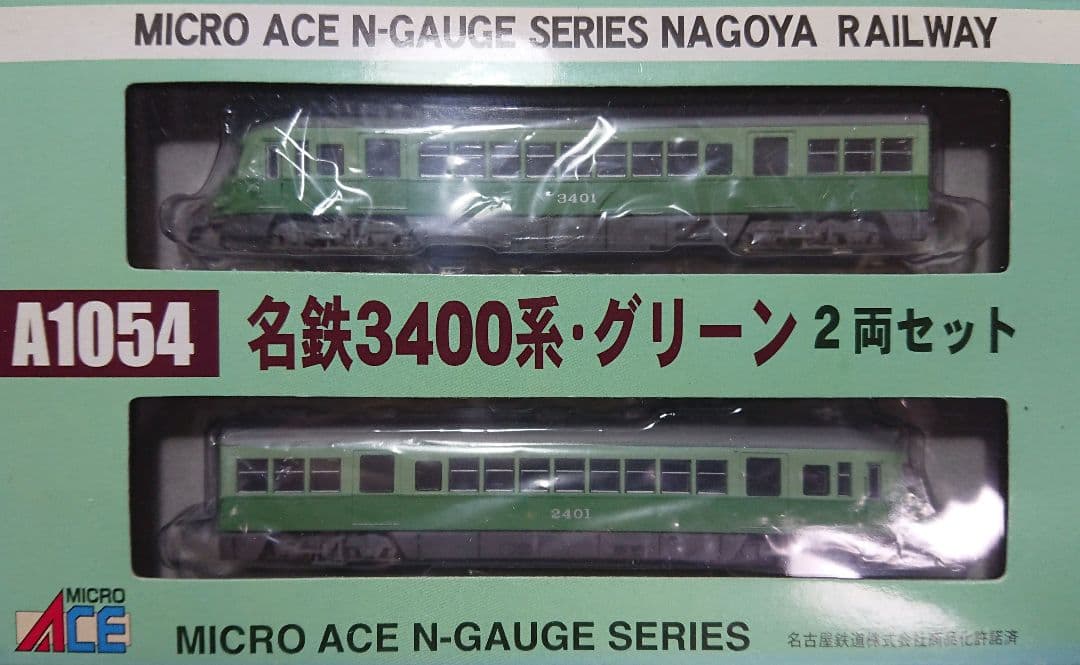 MICRO ACE N-GAUGE SERIES NAGOYA RAILWAY
3401
A1054 名鉄3400系・グリーン 2両セット
2401
MICRO
ACE
MICRO ACE N-GAUGE SERIES
名古屋鉄道株式会社商品化許諾済